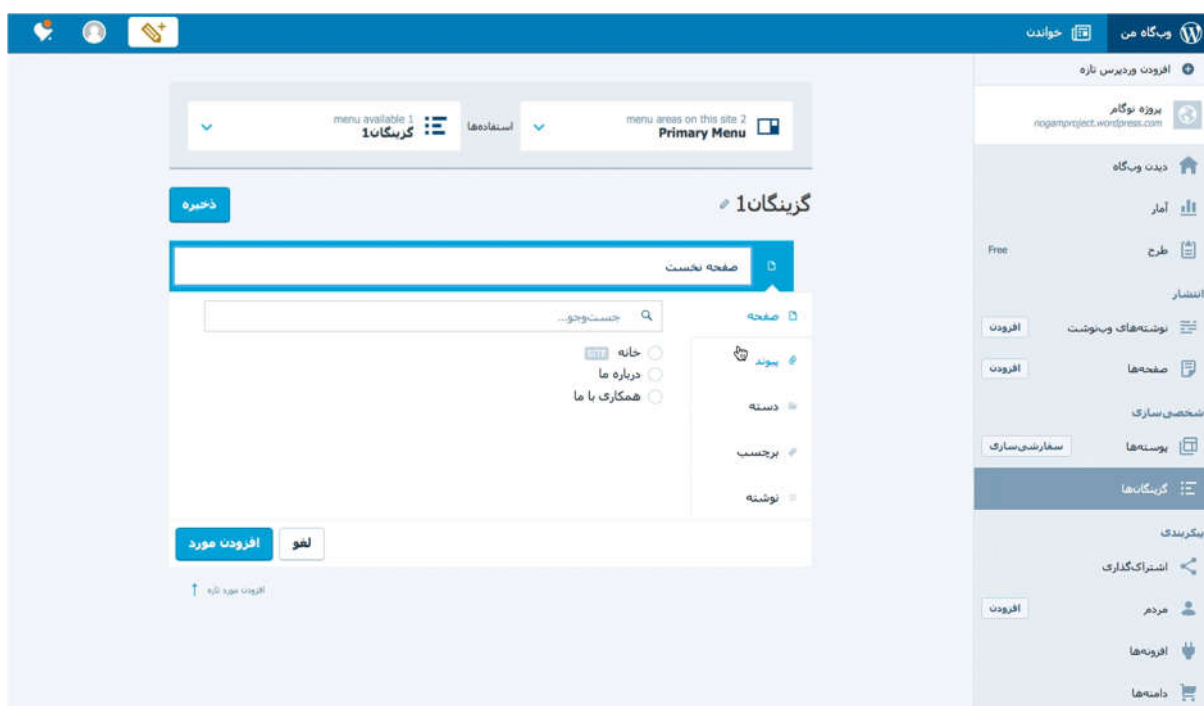 وبگاه من
خواندن
افزودن وردپرس تازه
پروژه نوگام
nogamproject.wordpress.com
دیدن وبگاه
آمار
طرح
Free
انتشار
نوشته‌های وب‌نوشت
افزودن
صفحه‌ها
افزودن
شخصی‌سازی
پوسته‌ها
سفارشی‌سازی
گزینگان‌ها
پیکربندی
اشتراک‌گذاری
مردم
افزودن
افزونه‌ها
دامنه‌ها
menu areas on this site 2
Primary Menu
استفاده‌ها
menu available 1
گزینگان1
گزینگان1
ذخیره
صفحه نخست
صفحه
پیوند
دسته
برچسب
نوشته
جست‌وجو...
خانه
SITE
درباره ما
همکاری با ما
لغو
افزودن مورد
افزودن مورد تازه